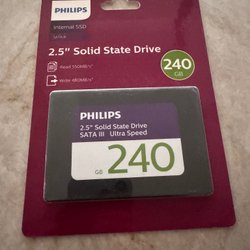 PHILIPS
Internal SSD
SATA III
2.5" Solid State Drive
Read 550MB/s*
Write 480MB/s*
240
GB
PHILIPS
2.5" Solid State Drive
SATA III Ultra Speed
GB 240